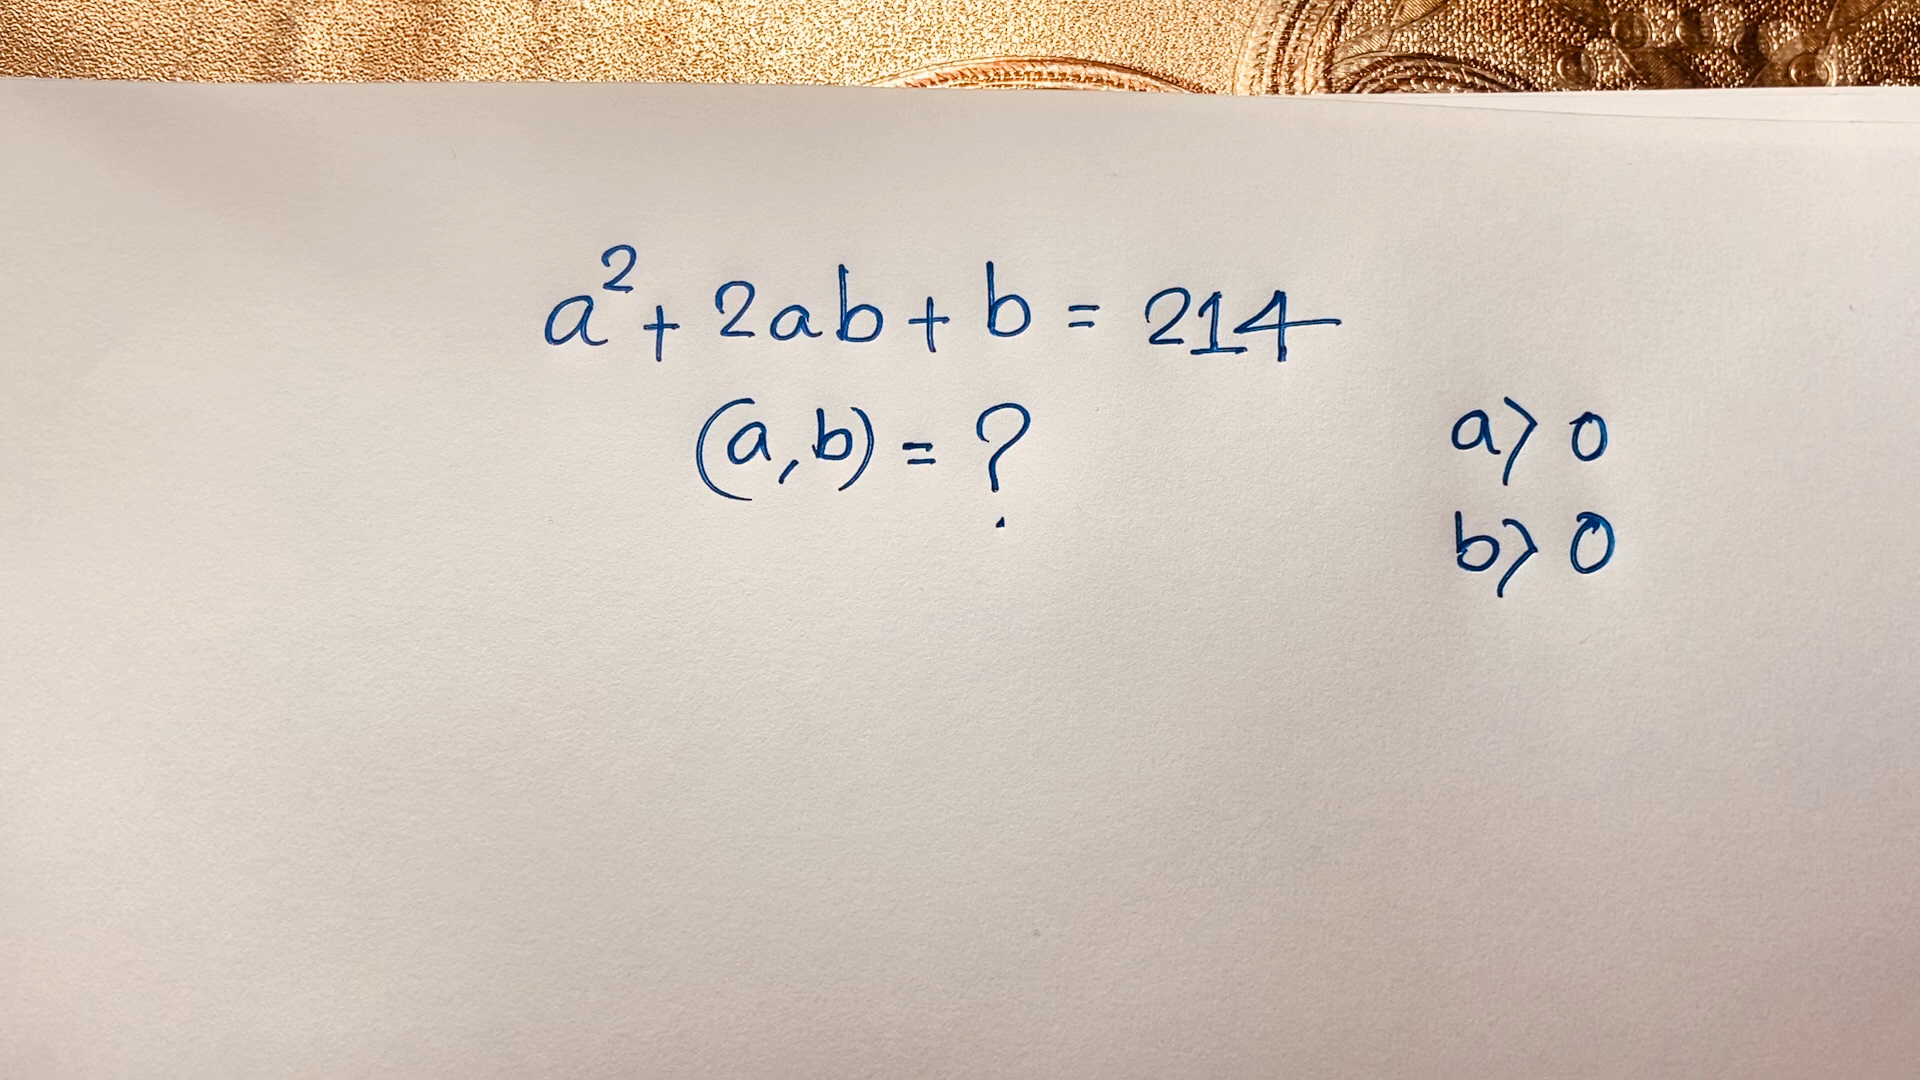 a² + 2ab + b = 214
(a,b) = ?
a > 0
b > 0